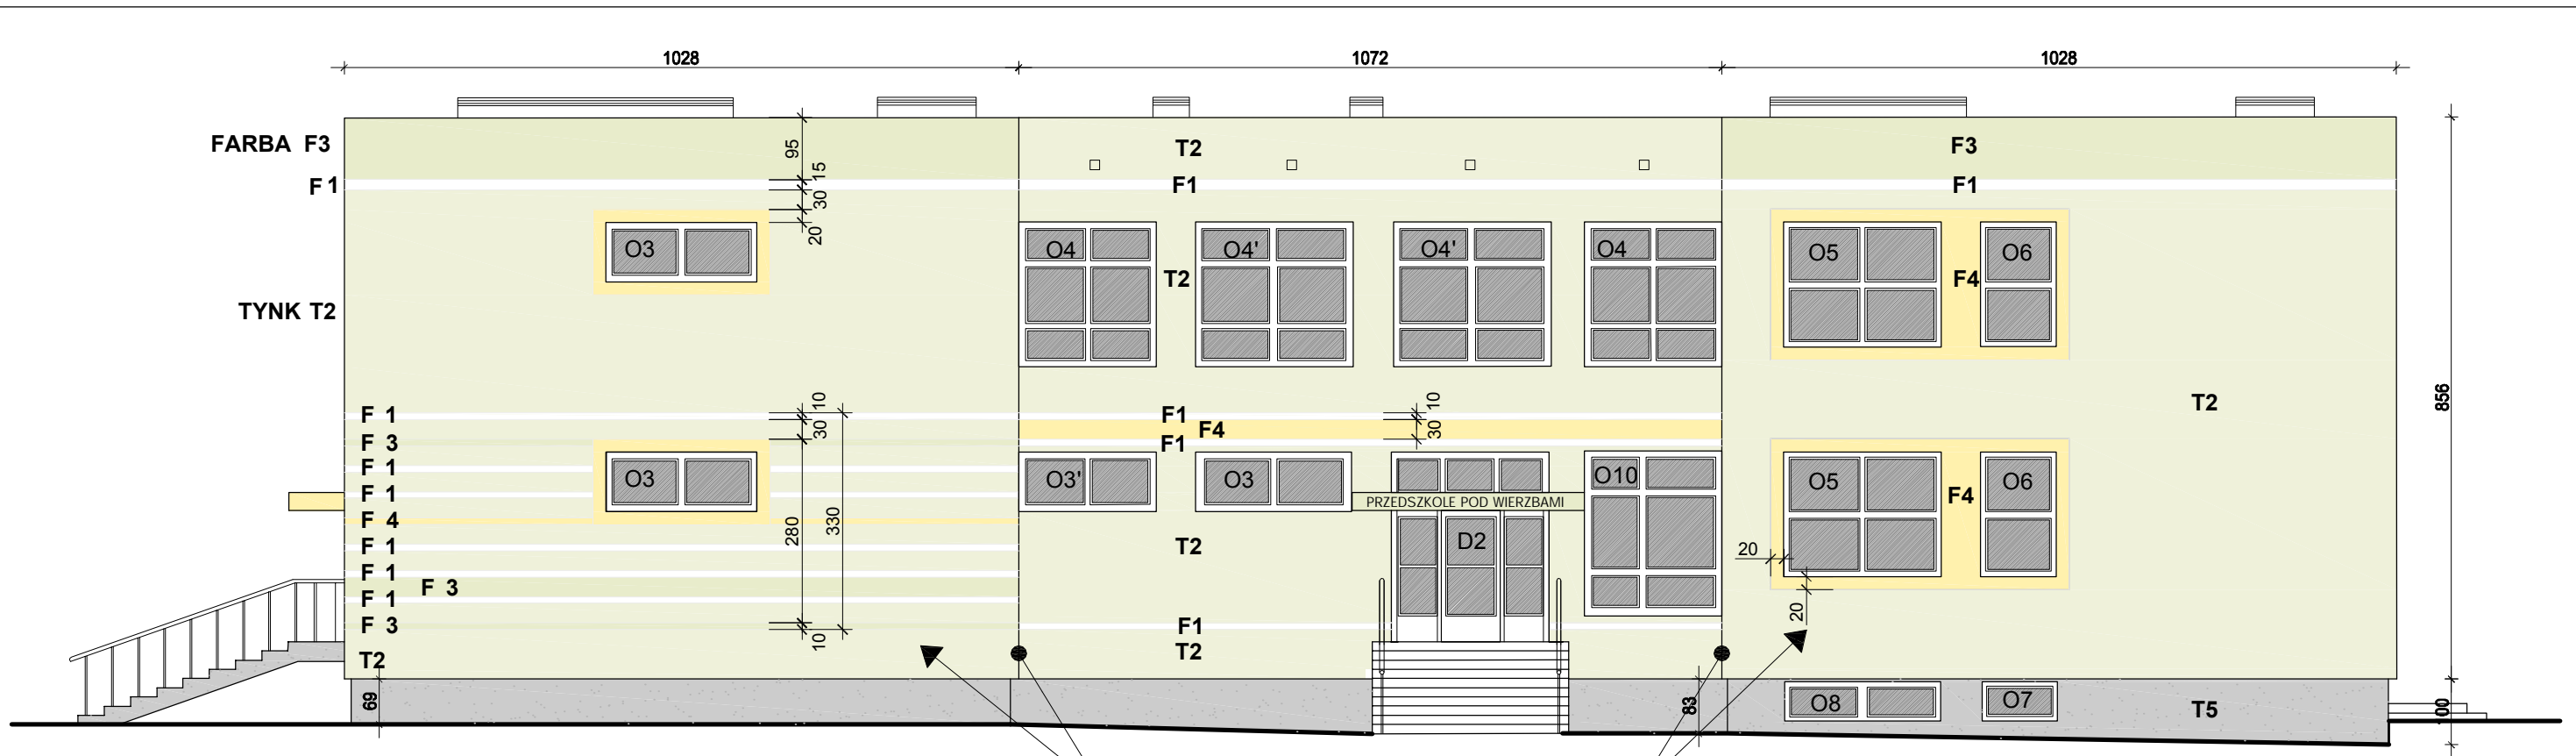 1028 1072 1028
FARBA F3
95
T2
F3
F 1
15
F1
F1
30
20
O3
O4
O4'
O4'
O4
O5
O6
T2
F4
TYNK T2
T2
856
F 1
10
F1
10
F 3
30
F4
30
F1
F 1
O3
O3'
O3
O10
O5
O6
F 1
F4
PRZEDSZKOLE POD WIERZBAMI
F 4
280
330
F 1
T2
D2
20
F 1
F 3
F 1
20
F 3
10
F1
T2
T2
69
83
O8
O7
T5